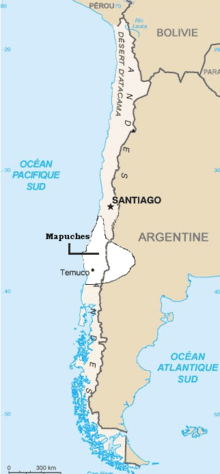 PÉROU
BOLIVIE
DÉSERT D'ATACAMA
PARA
A N D E S
OCÉAN
PACIFIQUE
SUD
SANTIAGO
ARGENTINE
Mapuches
Temuco
A N D E S
OCÉAN
ATLANTIQUE
SUD
0
300 km